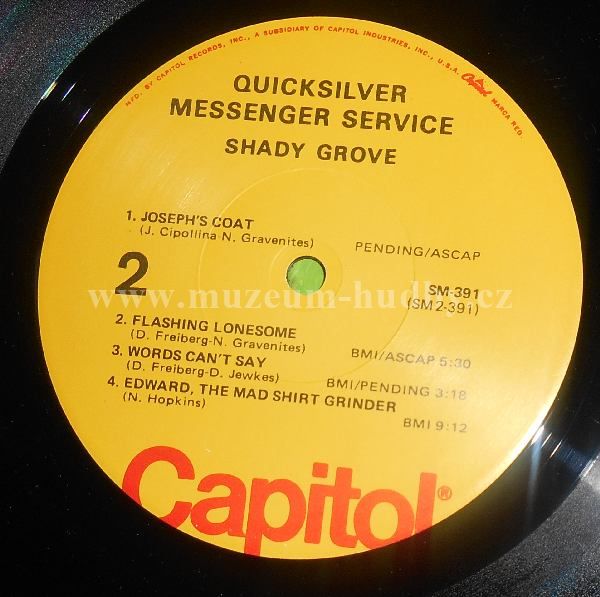 MFD. BY CAPITOL RECORDS, INC., A SUBSIDIARY OF CAPITOL INDUSTRIES, INC., U.S.A. Capitol MARCA REG.
QUICKSILVER
MESSENGER SERVICE
SHADY GROVE
1. JOSEPH'S COAT
(J. Cipollina-N. Gravenites) PENDING/ASCAP
2
SM-391
(SM2-391)
www.muzeum-hudby.cz
2. FLASHING LONESOME
(D. Freiberg-N. Gravenites) BMI/ASCAP 5:30
3. WORDS CAN'T SAY
(D. Freiberg-D. Jewkes) BMI/PENDING 3:18
4. EDWARD, THE MAD SHIRT GRINDER
(N. Hopkins) BMI 9:12
Capitol®